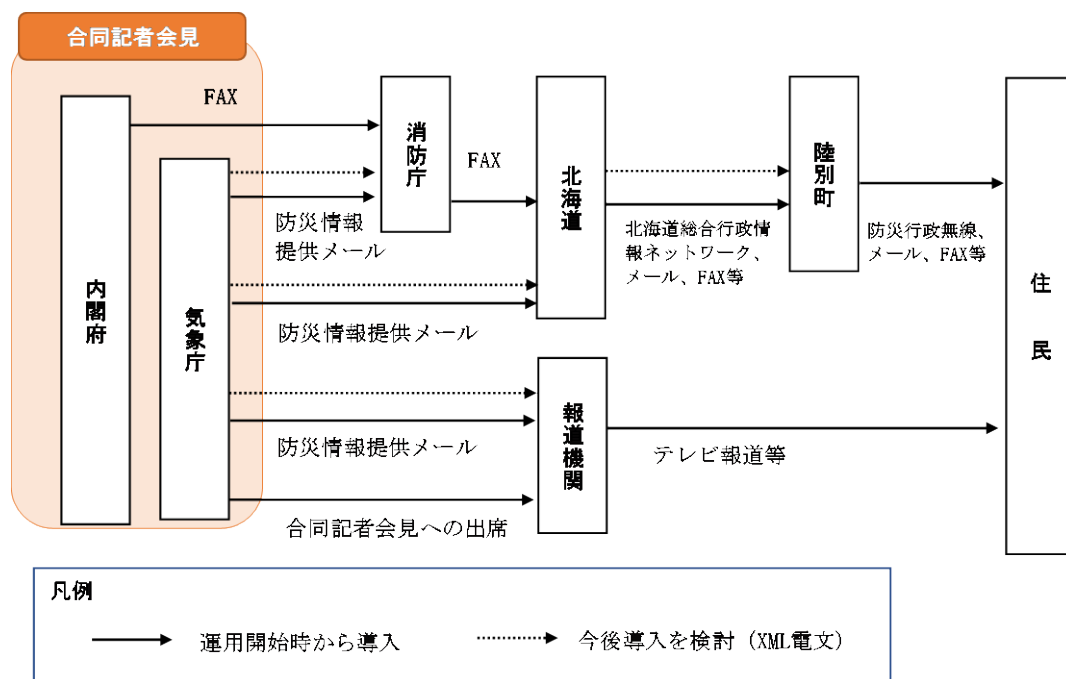 合同記者会見
FAX
内閣府
気象庁
消防庁
防災情報
提供メール
FAX
北海道
防災情報提供メール
北海道総合行政情
報ネットワーク、
メール、FAX等
陸別町
防災行政無線、
メール、FAX等
住民
防災情報提供メール
報道機関
テレビ報道等
合同記者会見への出席
凡例
運用開始時から導入
今後導入を検討（XML電文）